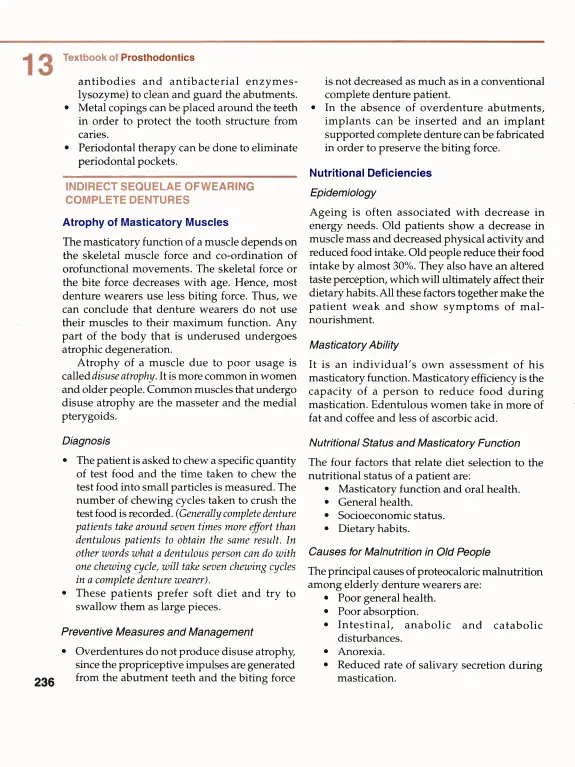 13
Textbook of Prosthodontics
antibodies and antibacterial enzymes-
lysozyme) to clean and guard the abutments.
• Metal copings can be placed around the teeth
in order to protect the tooth structure from
caries.
• Periodontal therapy can be done to eliminate
periodontal pockets.
INDIRECT SEQUELAE OFWEARING
COMPLETE DENTURES
Atrophy of Masticatory Muscles
The masticatory function of a muscle depends on
the skeletal muscle force and co-ordination of
orofunctional movements. The skeletal force or
the bite force decreases with age. Hence, most
denture wearers use less biting force. Thus, we
can conclude that denture wearers do not use
their muscles to their maximum function. Any
part of the body that is underused undergoes
atrophic degeneration.
Atrophy of a muscle due to poor usage is
called disuse atrophy. It is more common in women
and older people. Common muscles that undergo
disuse atrophy are the masseter and the medial
pterygoids.
Diagnosis
• The patient is asked to chew a specific quantity
of test food and the time taken to chew the
test food into small particles is measured. The
number of chewing cycles taken to crush the
test food is recorded. (Generally complete denture
patients take around seven times more effort than
dentulous patients to obtain the same result. In
other words what a dentulous person can do with
one chewing cycle, will take seven chewing cycles
in a complete denture wearer).
• These patients prefer soft diet and try to
swallow them as large pieces.
Preventive Measures and Management
• Overdentures do not produce disuse atrophy,
since the propriceptive impulses are generated
from the abutment teeth and the biting force
236
is not decreased as much as in a conventional
complete denture patient.
• In the absence of overdenture abutments,
implants can be inserted and an implant
supported complete denture can be fabricated
in order to preserve the biting force.
Nutritional Deficiencies
Epidemiology
Ageing is often associated with decrease in
energy needs. Old patients show a decrease in
muscle mass and decreased physical activity and
reduced food intake. Old people reduce their food
intake by almost 30%. They also have an altered
taste perception, which will ultimately affect their
dietary habits. All these factors together make the
patient weak and show symptoms of mal-
nourishment.
Masticatory Ability
It is an individual's own assessment of his
masticatory function. Masticatory efficiency is the
capacity of a person to reduce food during
mastication. Edentulous women take in more of
fat and coffee and less of ascorbic acid.
Nutritional Status and Masticatory Function
The four factors that relate diet selection to the
nutritional status of a patient are:
• Masticatory function and oral health.
• General health.
• Socioeconomic status.
• Dietary habits.
Causes for Malnutrition in Old People
The principal causes of proteocaloric malnutrition
among elderly denture wearers are:
• Poor general health.
• Poor absorption.
• Intestinal, anabolic and catabolic
disturbances.
• Anorexia.
• Reduced rate of salivary secretion during
mastication.